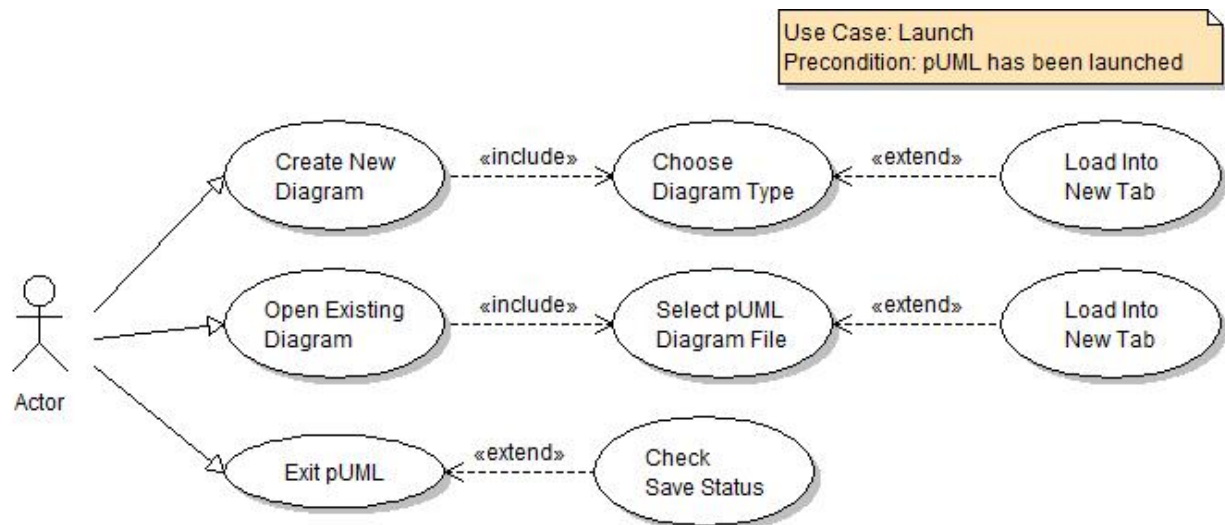 Use Case: Launch
Precondition: pUML has been launched
Create New
Diagram
«include»
Choose
Diagram Type
«extend»
Load Into
New Tab
Open Existing
Diagram
«include»
Select pUML
Diagram File
«extend»
Load Into
New Tab
Actor
Exit pUML
«extend»
Check
Save Status